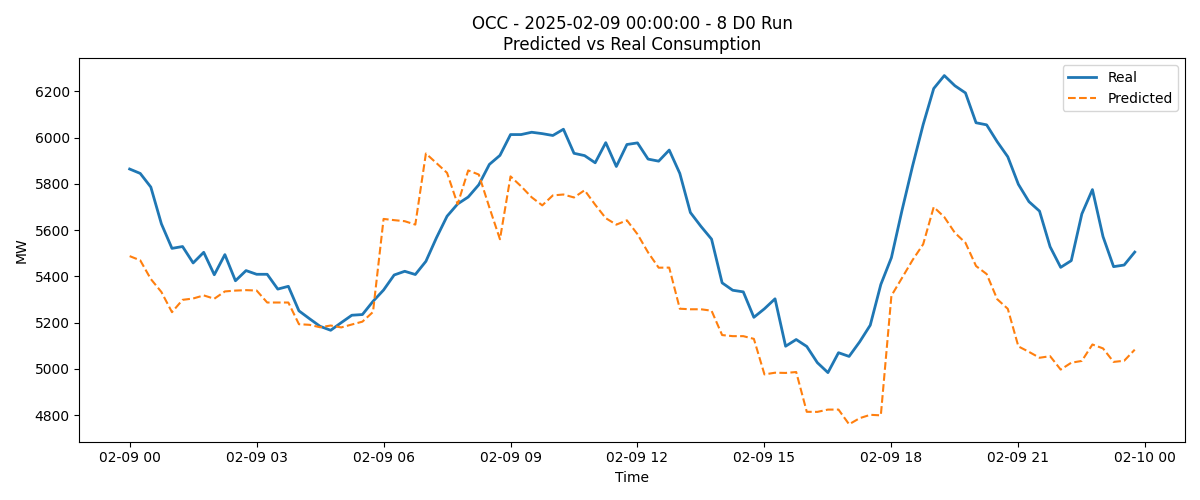 OCC - 2025-02-09 00:00:00 - 8 D0 Run
Predicted vs Real Consumption
Real
Predicted
MW
6200
6000
5800
5600
5400
5200
5000
4800
02-09 00
02-09 03
02-09 06
02-09 09
02-09 12
02-09 15
02-09 18
02-09 21
02-10 00
Time